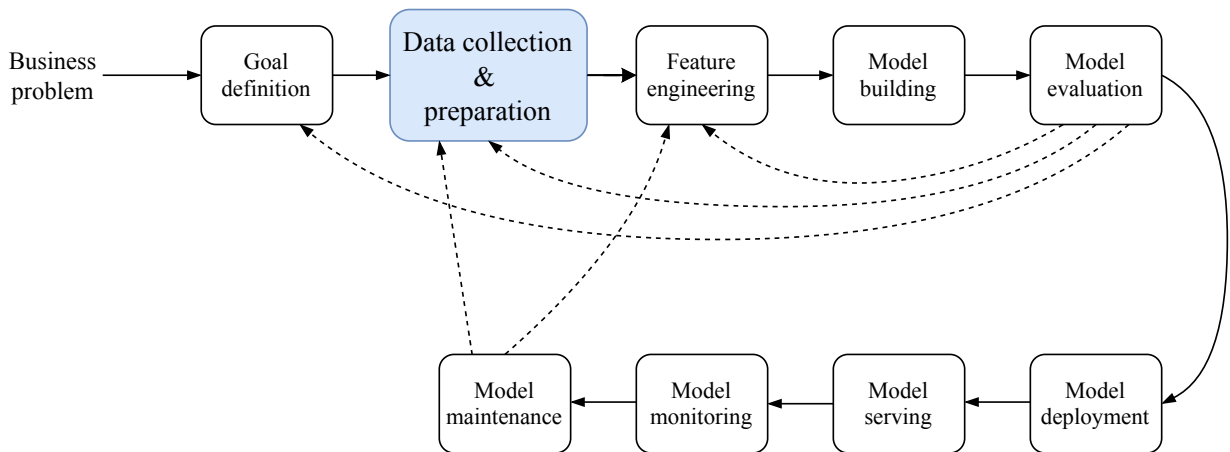 Business
problem
Goal
definition
Data collection
&
preparation
Feature
engineering
Model
building
Model
evaluation
Model
maintenance
Model
monitoring
Model
serving
Model
deployment